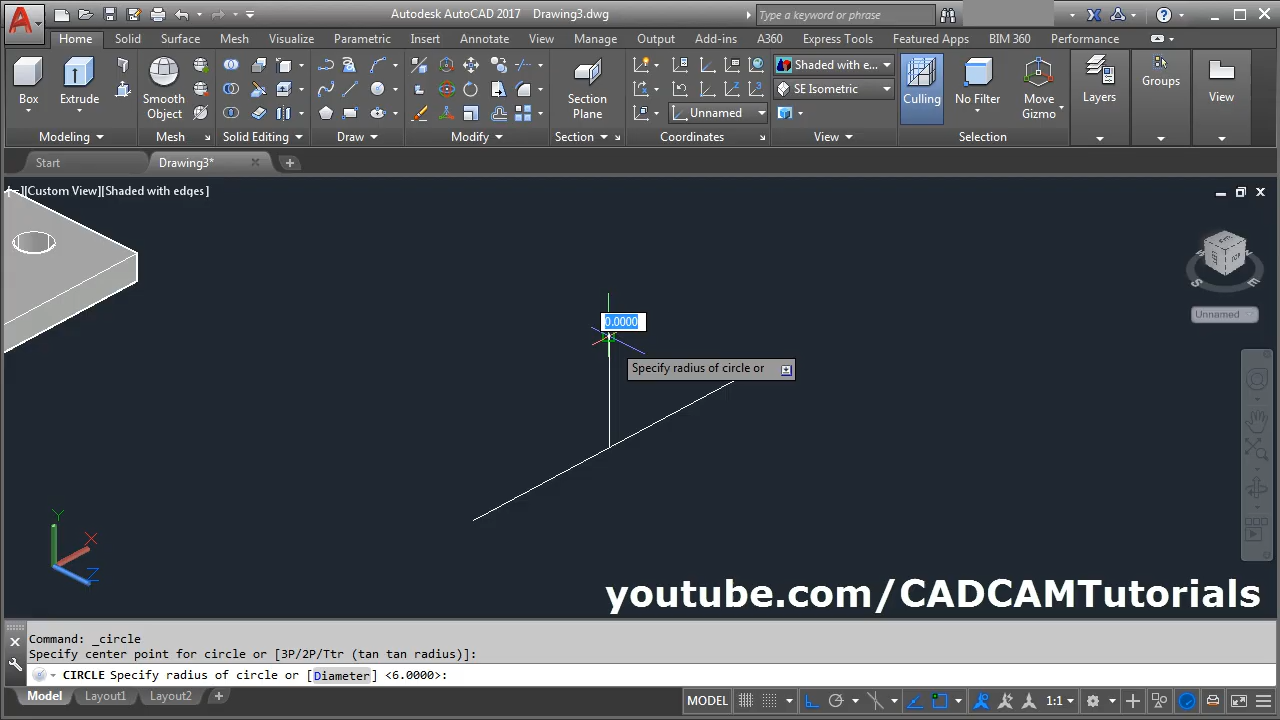 Autodesk AutoCAD 2017 Drawing3.dwg
Type a keyword or phrase
Home Solid Surface Mesh Visualize Parametric Insert Annotate View Manage Output Add-ins A360 Express Tools Featured Apps BIM 360 Performance
Box Extrude Smooth Object Section Plane Shaded with e... SE Isometric Unnamed Culling No Filter Move Gizmo Layers Groups View
Modeling Mesh Solid Editing Draw Modify Section Coordinates View Selection
Start Drawing3*
[−][Custom View][Shaded with edges]
S E
Unnamed
0.0000
Specify radius of circle or
Y
X
Z
youtube.com/CADCAMTutorials
Command: _circle
Specify center point for circle or [3P/2P/Ttr (tan tan radius)]:
CIRCLE Specify radius of circle or [Diameter] <6.0000>:
Model Layout1 Layout2 MODEL 1:1